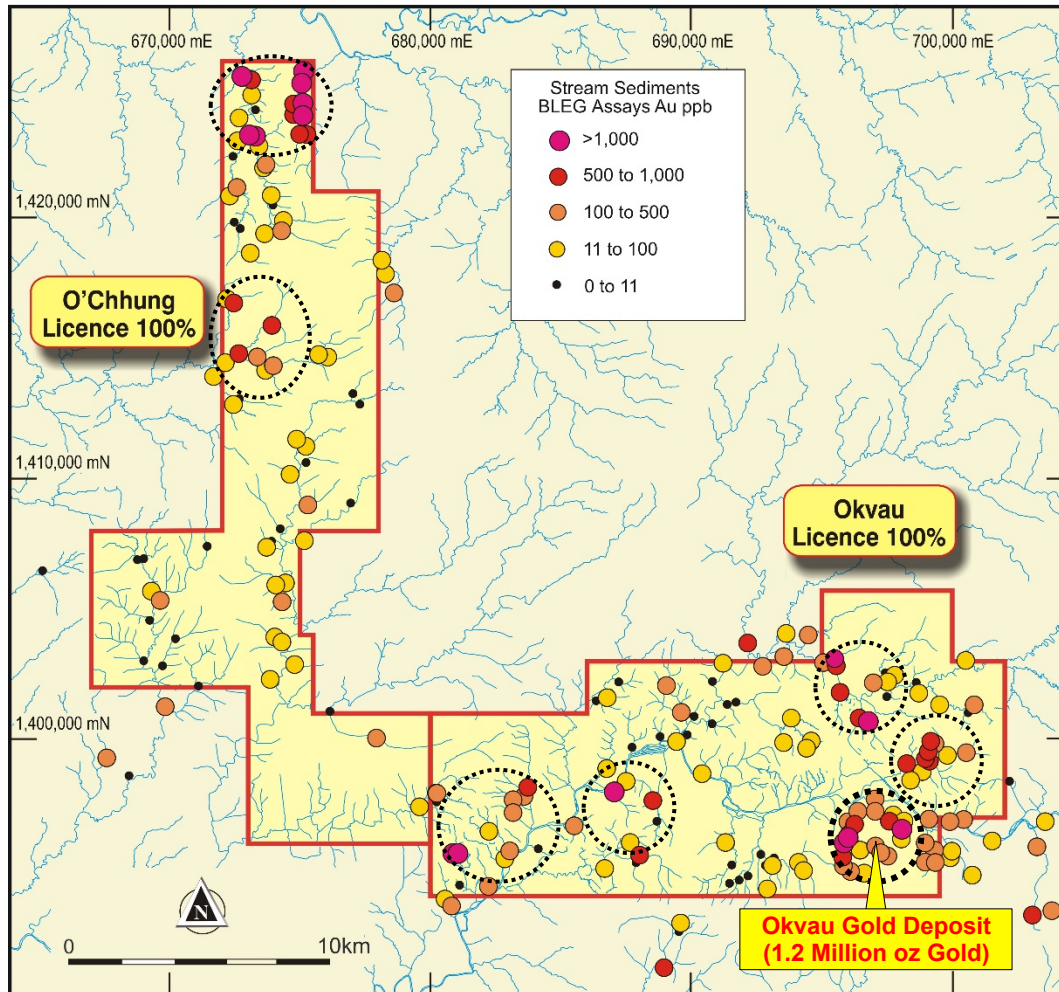 670,000 mE
680,000 mE
690,000 mE
700,000 mE
Stream Sediments
BLEG Assays Au ppb
>1,000
500 to 1,000
100 to 500
11 to 100
0 to 11
1,420,000 mN
O'Chhung
Licence 100%
1,410,000 mN
Okvau
Licence 100%
1,400,000 mN
N
0
10km
Okvau Gold Deposit
(1.2 Million oz Gold)